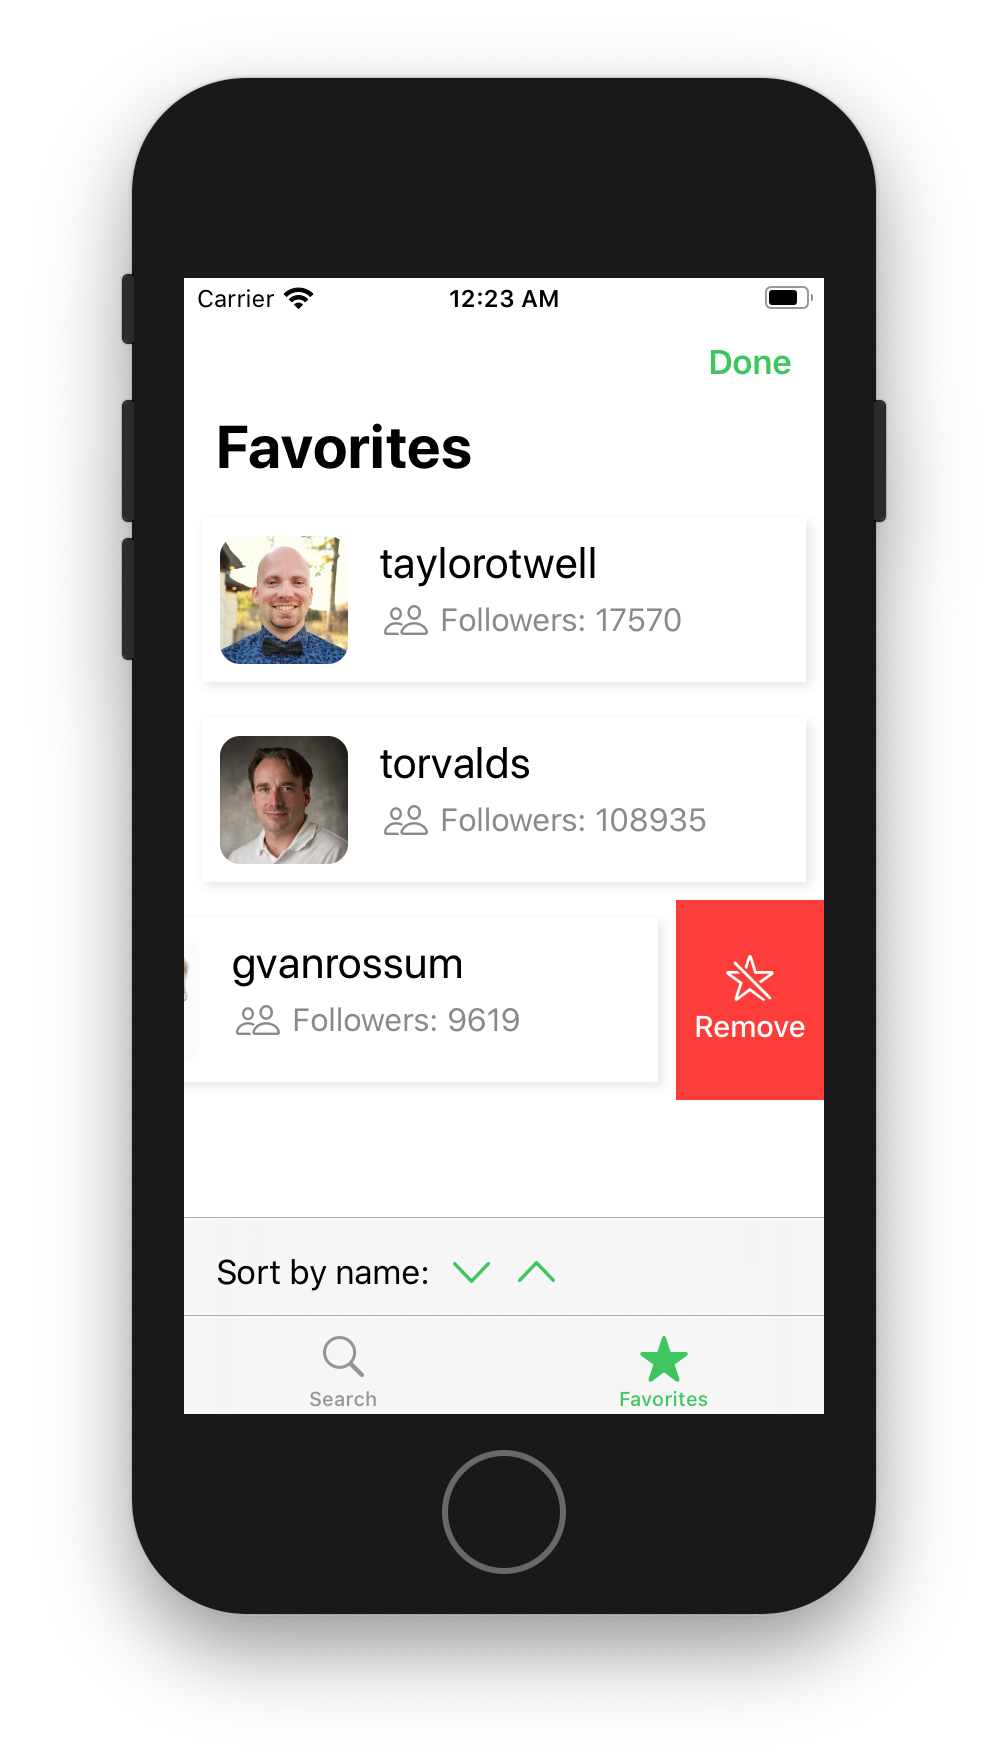 Carrier 12:23 AM
Done
Favorites
taylorotwell
Followers: 17570
torvalds
Followers: 108935
gvanrossum
Followers: 9619
Remove
Sort by name:
Search Favorites